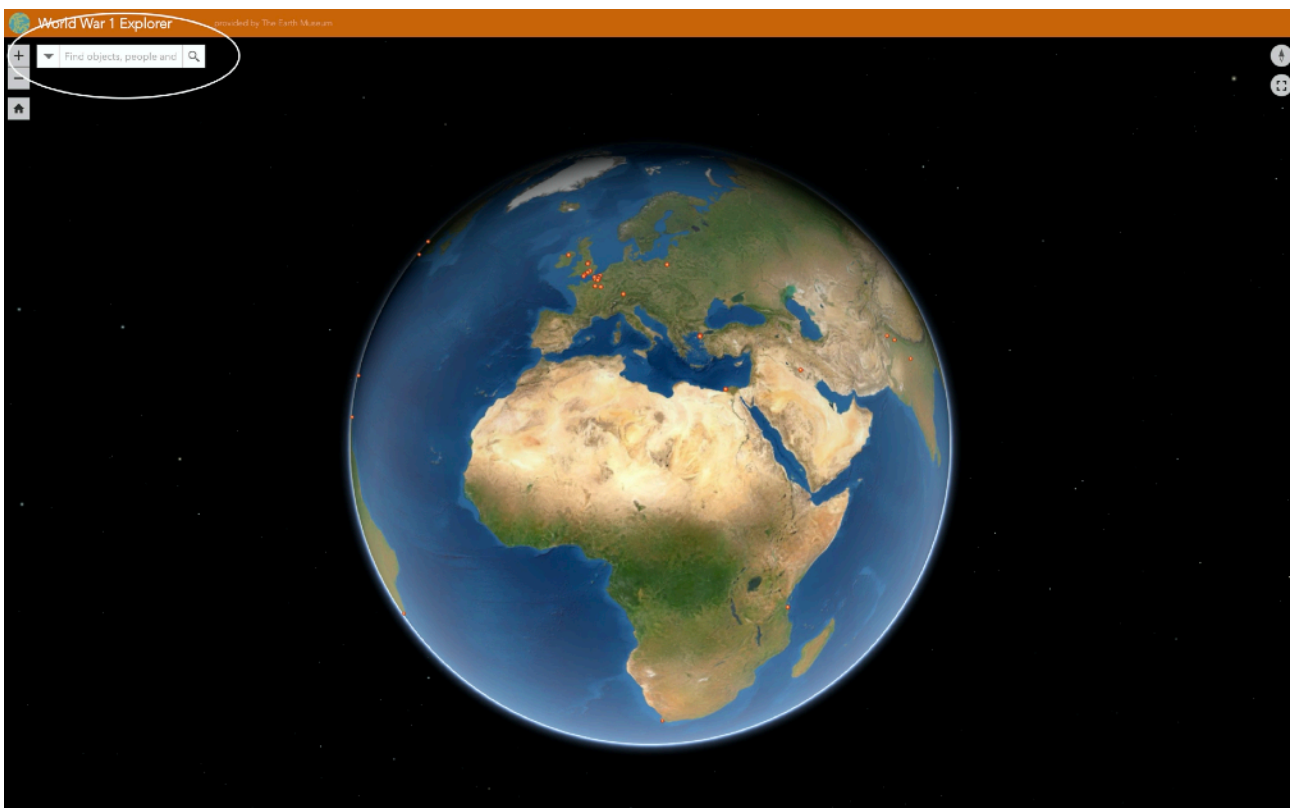 World War 1 Explorer provided by The Earth Museum
Find objects, people and